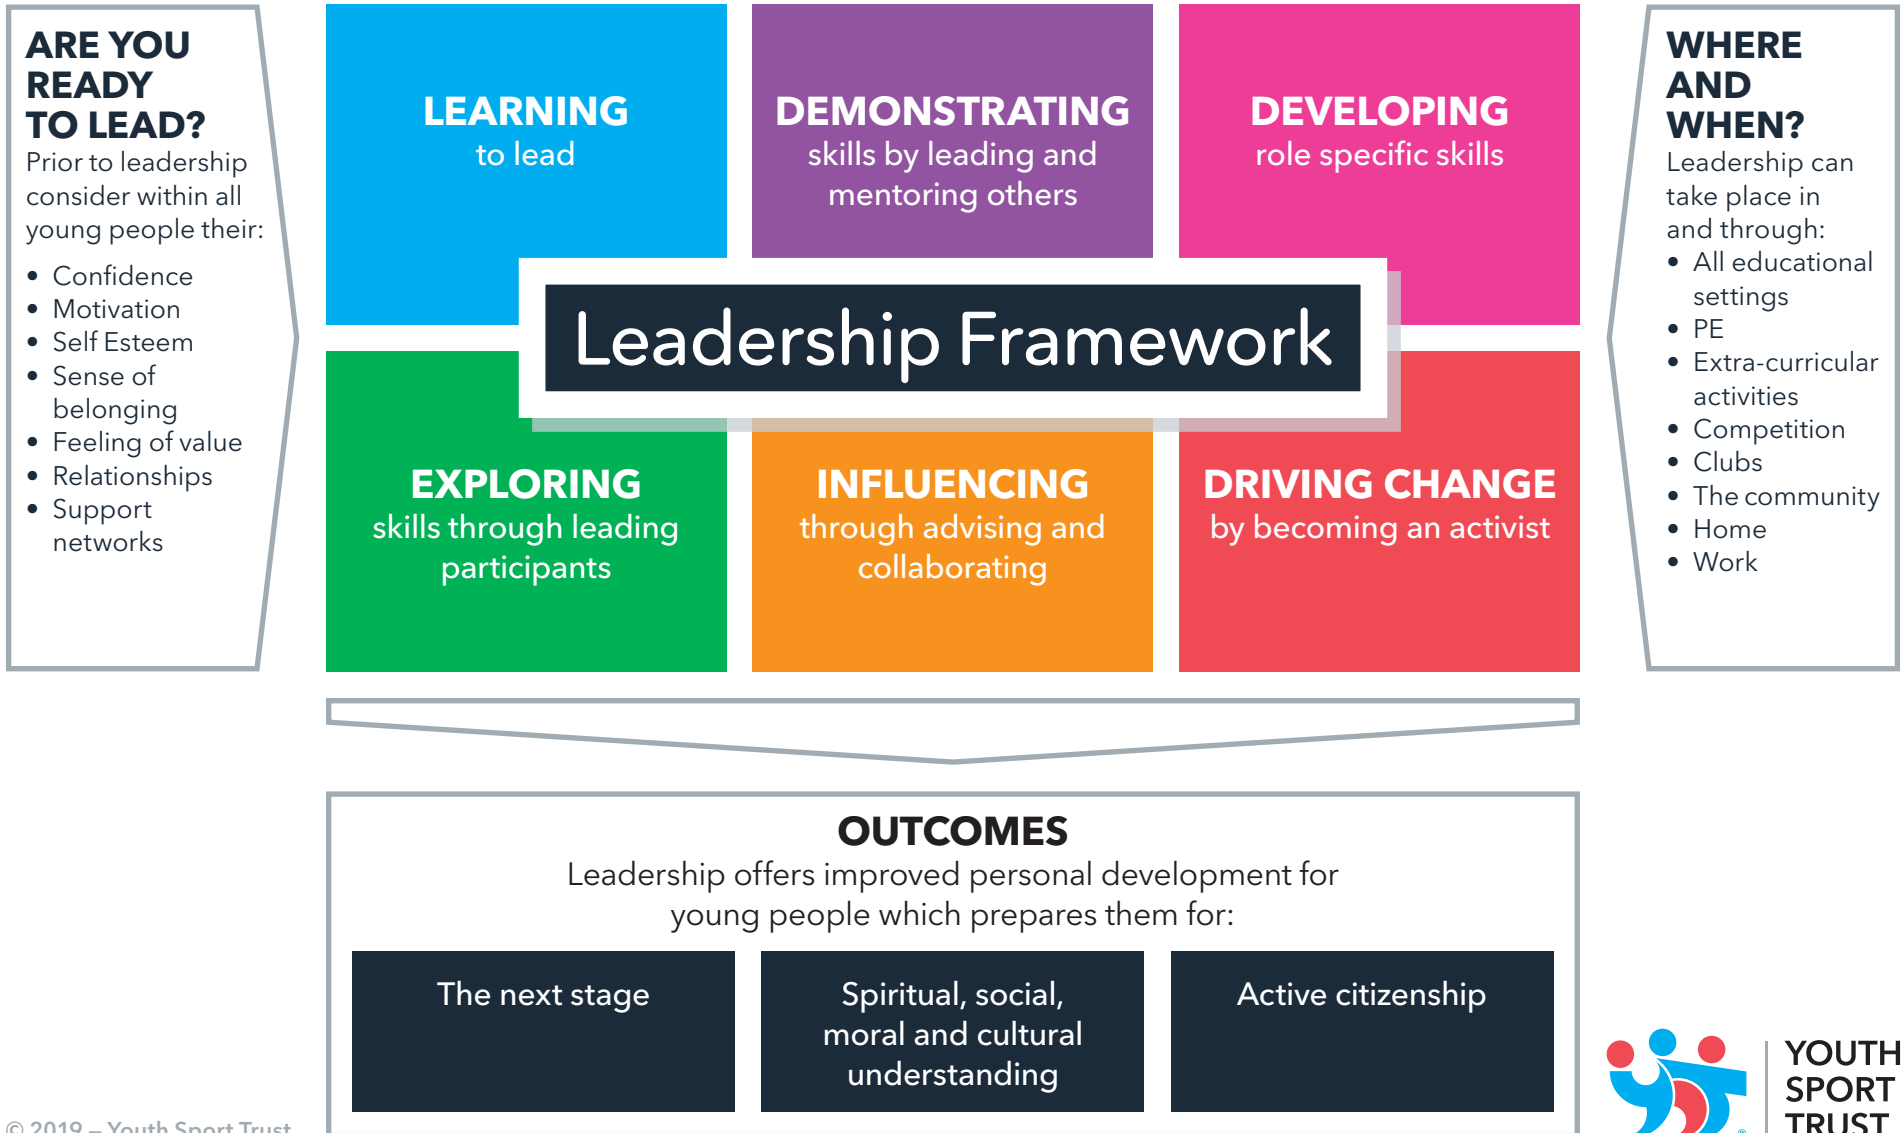 ARE YOU
READY
TO LEAD?
Prior to leadership
consider within all
young people their:
• Confidence
• Motivation
• Self Esteem
• Sense of
belonging
• Feeling of value
• Relationships
• Support
networks
LEARNING
to lead
DEMONSTRATING
skills by leading and
mentoring others
DEVELOPING
role specific skills
Leadership Framework
EXPLORING
skills through leading
participants
INFLUENCING
through advising and
collaborating
DRIVING CHANGE
by becoming an activist
WHERE
AND
WHEN?
Leadership can
take place in
and through:
• All educational
settings
• PE
• Extra-curricular
activities
• Competition
• Clubs
• The community
• Home
• Work
OUTCOMES
Leadership offers improved personal development for
young people which prepares them for:
The next stage
Spiritual, social,
moral and cultural
understanding
Active citizenship
© 2019 – Youth Sport Trust
YOUTH
SPORT
TRUST
®